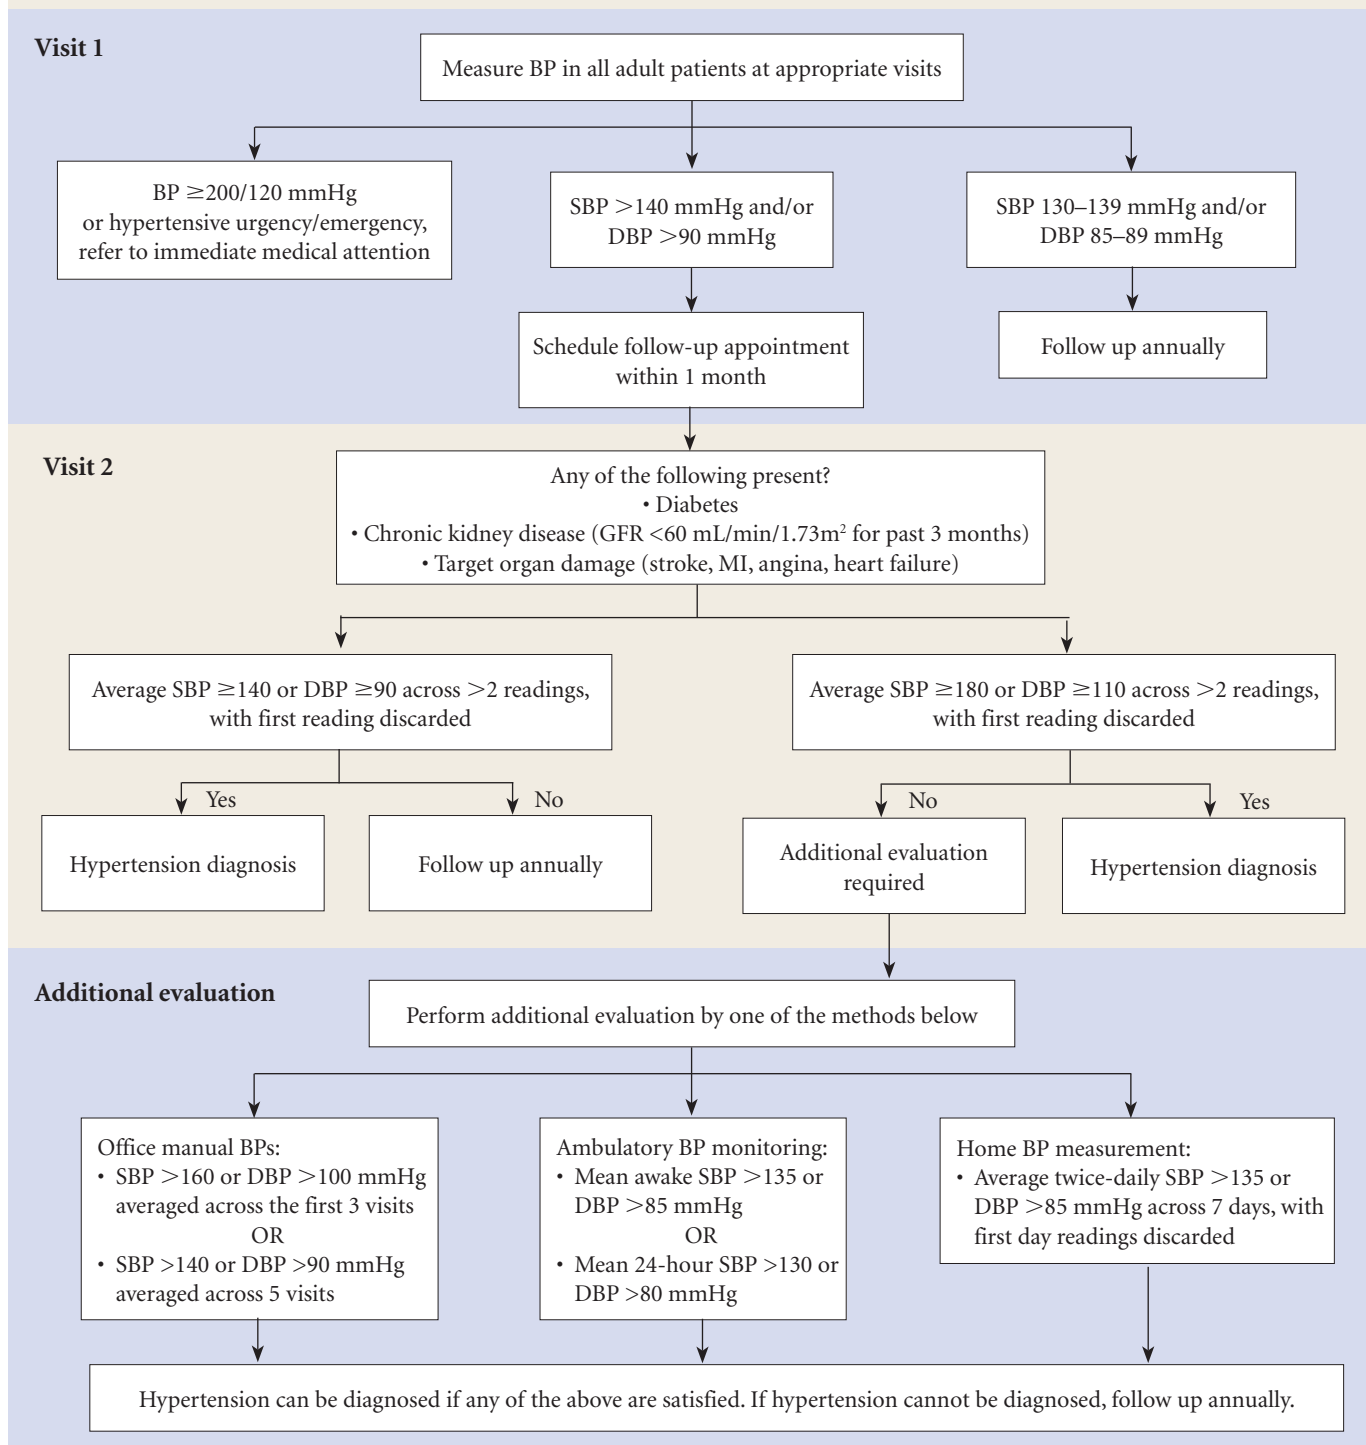 Visit 1
Measure BP in all adult patients at appropriate visits
BP ≥200/120 mmHg
or hypertensive urgency/emergency,
refer to immediate medical attention
SBP >140 mmHg and/or
DBP >90 mmHg
SBP 130–139 mmHg and/or
DBP 85–89 mmHg
Schedule follow-up appointment
within 1 month
Follow up annually
Visit 2
Any of the following present?
• Diabetes
• Chronic kidney disease (GFR <60 mL/min/1.73m² for past 3 months)
• Target organ damage (stroke, MI, angina, heart failure)
Average SBP ≥140 or DBP ≥90 across >2 readings,
with first reading discarded
Average SBP ≥180 or DBP ≥110 across >2 readings,
with first reading discarded
Yes
No
No
Yes
Hypertension diagnosis
Follow up annually
Additional evaluation
required
Hypertension diagnosis
Additional evaluation
Perform additional evaluation by one of the methods below
Office manual BPs:
• SBP >160 or DBP >100 mmHg
averaged across the first 3 visits
OR
• SBP >140 or DBP >90 mmHg
averaged across 5 visits
Ambulatory BP monitoring:
• Mean awake SBP >135 or
DBP >85 mmHg
OR
• Mean 24-hour SBP >130 or
DBP >80 mmHg
Home BP measurement:
• Average twice-daily SBP >135 or
DBP >85 mmHg across 7 days, with
first day readings discarded
Hypertension can be diagnosed if any of the above are satisfied. If hypertension cannot be diagnosed, follow up annually.